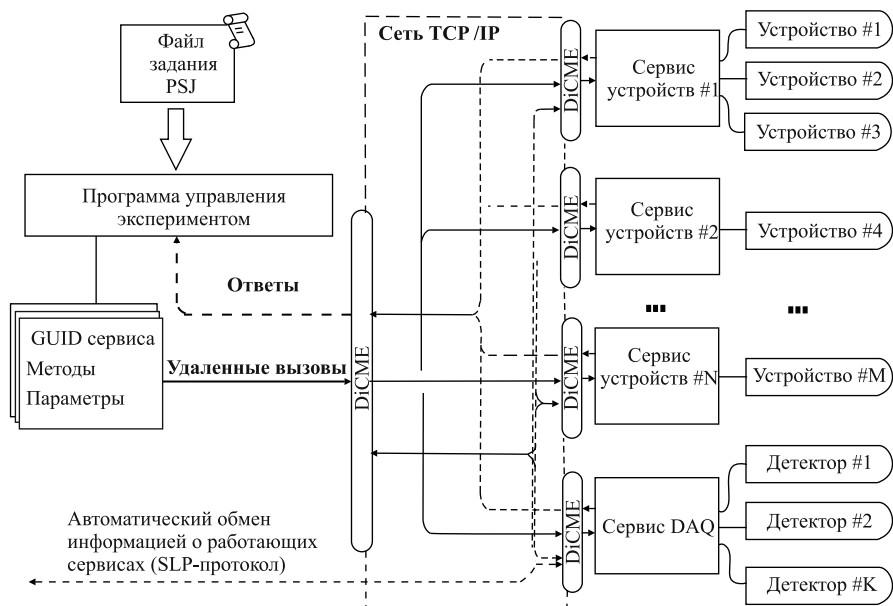 Файл
задания
PSJ
Сеть TCP/IP
Программа управления
экспериментом
Ответы
GUID сервиса
Методы
Параметры
Удаленные вызовы
DiCME
Автоматический обмен
информацией о работающих
сервисах (SLP-протокол)
DiCME
Сервис
устройств #1
Устройство #1
Устройство #2
Устройство #3
DiCME
Сервис
устройств #2
Устройство #4
DiCME
Сервис
устройств #N
Устройство #M
DiCME
Сервис DAQ
Детектор #1
Детектор #2
Детектор #K